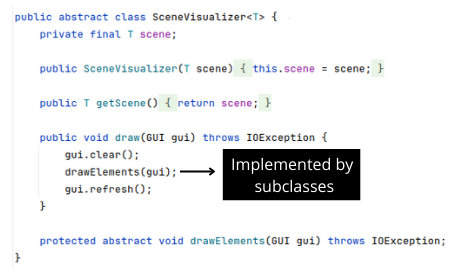 public abstract class SceneVisualizer<T> {
private final T scene;
public SceneVisualizer(T scene) { this.scene = scene; }
public T getScene() { return scene; }
public void draw(GUI gui) throws IOException {
gui.clear();
drawElements(gui);
gui.refresh();
}
Implemented by
subclasses
protected abstract void drawElements(GUI gui) throws IOException;
}